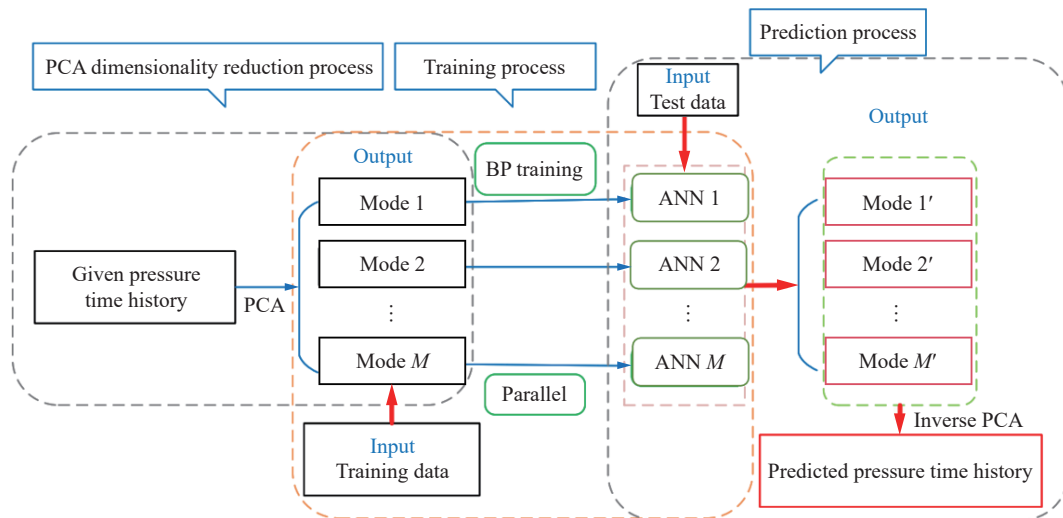 PCA dimensionality reduction process
Training process
Prediction process
Input
Test data
Output
Output
BP training
Mode 1
ANN 1
Mode 1′
Given pressure
time history
PCA
Mode 2
ANN 2
Mode 2′
⋮
⋮
⋮
Mode M
ANN M
Mode M′
Parallel
Input
Training data
Inverse PCA
Predicted pressure time history